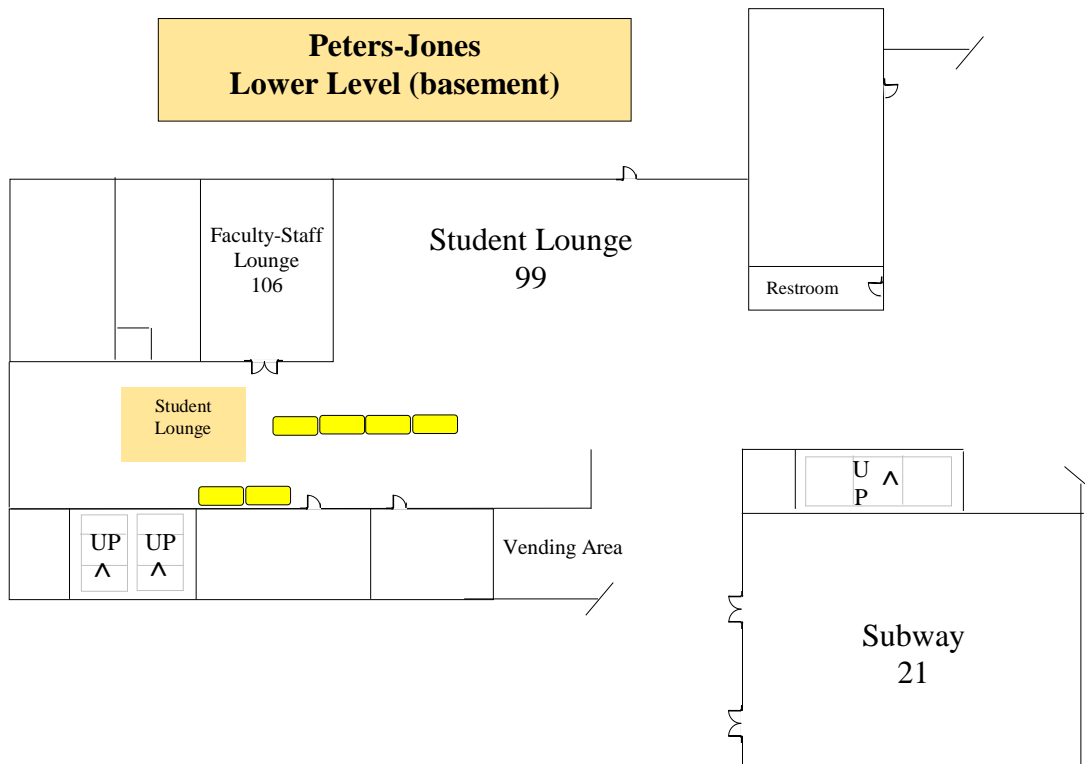 Peters-Jones
Lower Level (basement)
Faculty-Staff
Lounge
106
Student Lounge
99
Restroom
Student
Lounge
U
P
^
UP
^
UP
^
Vending Area
Subway
21